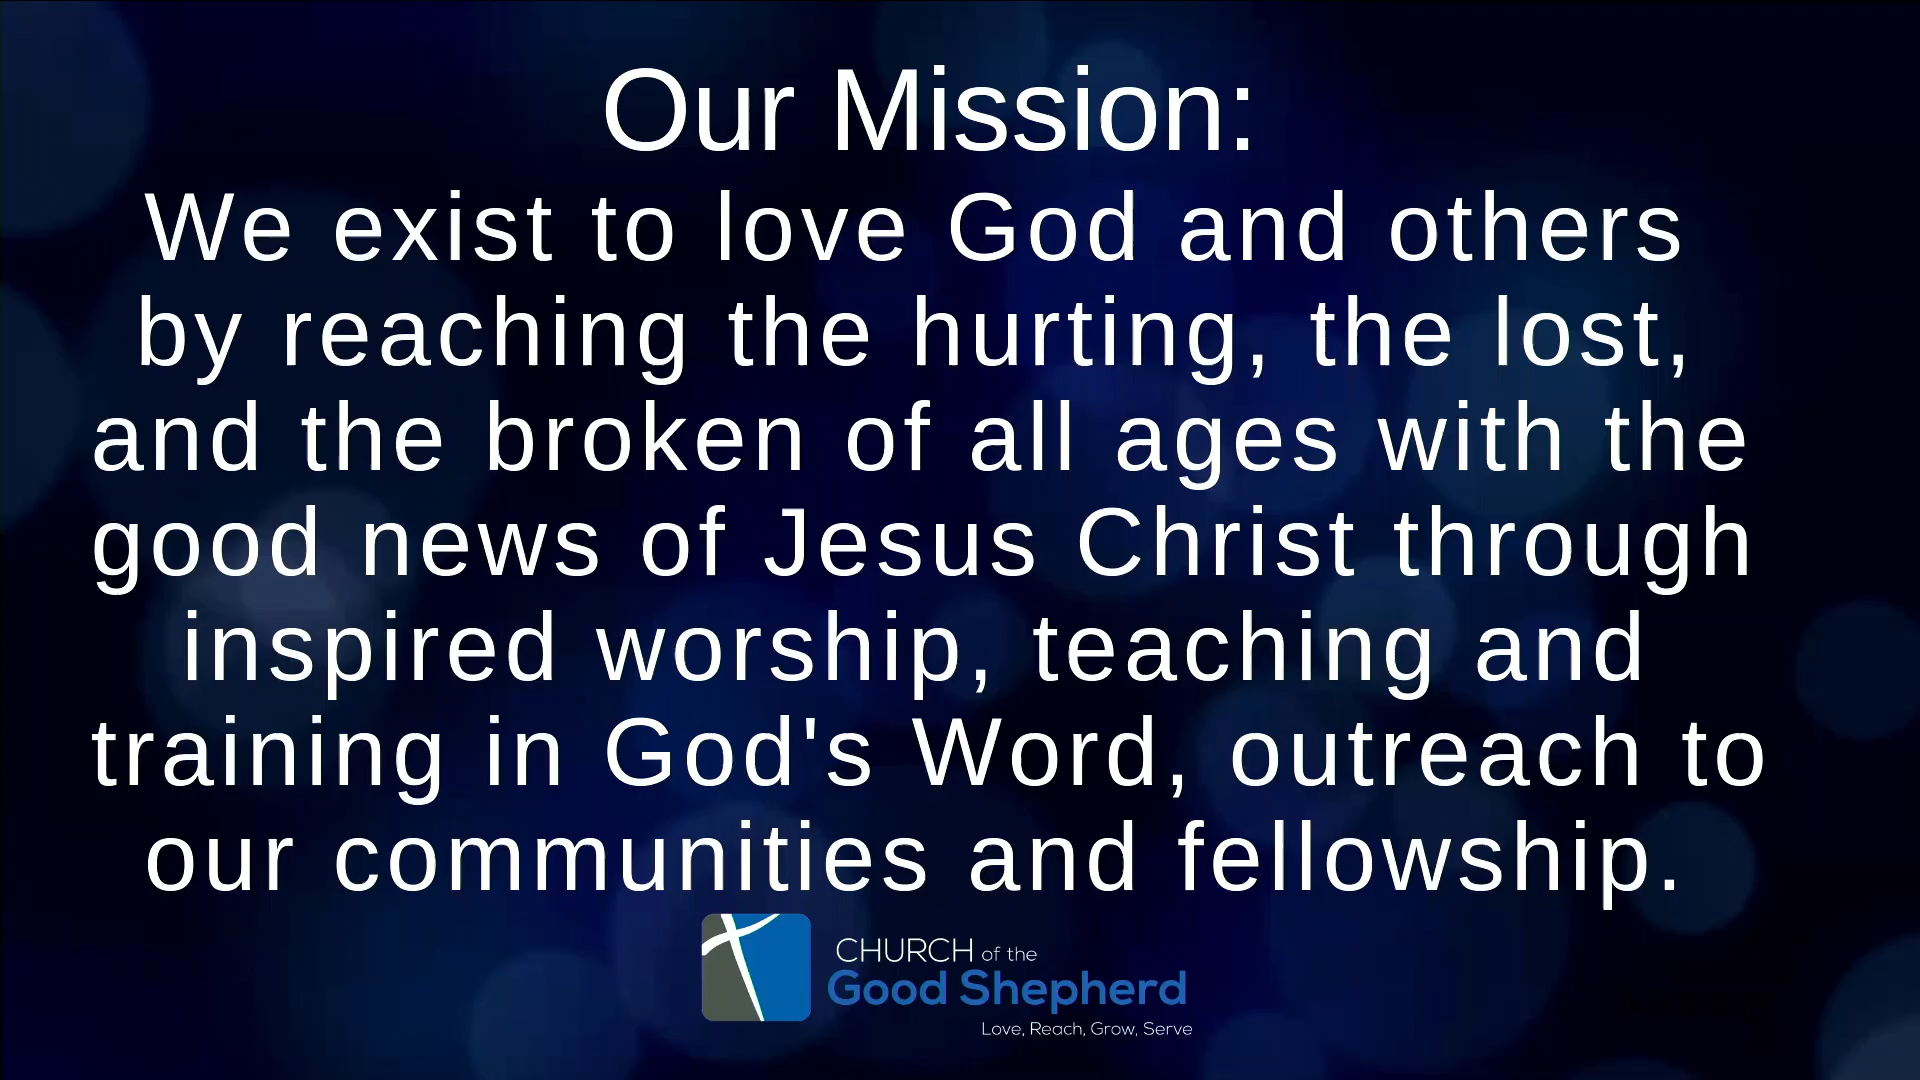 Our Mission:
We exist to love God and others
by reaching the hurting, the lost,
and the broken of all ages with the
good news of Jesus Christ through
inspired worship, teaching and
training in God's Word, outreach to
our communities and fellowship.
CHURCH of the
Good Shepherd
Love, Reach, Grow, Serve